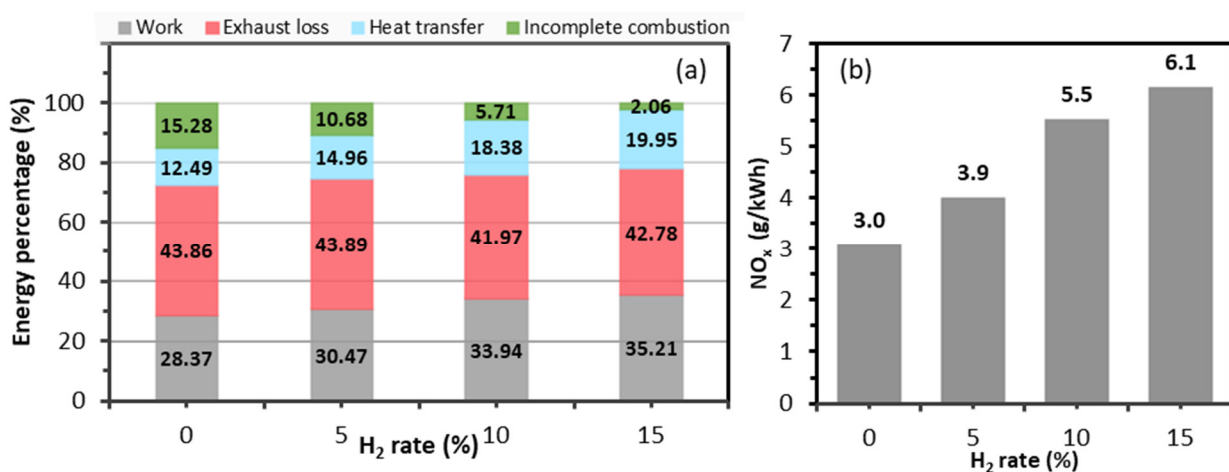 Work Exhaust loss Heat transfer Incomplete combustion
(a)
Energy percentage (%)
100
80
60
40
20
0
15.28 10.68 5.71 2.06
12.49 14.96 18.38 19.95
43.86 43.89 41.97 42.78
28.37 30.47 33.94 35.21
0 5 10 15
H₂ rate (%)
(b)
NOₓ (g/kWh)
7
6
5
4
3
2
1
0
3.0 3.9 5.5 6.1
0 5 10 15
H₂ rate (%)